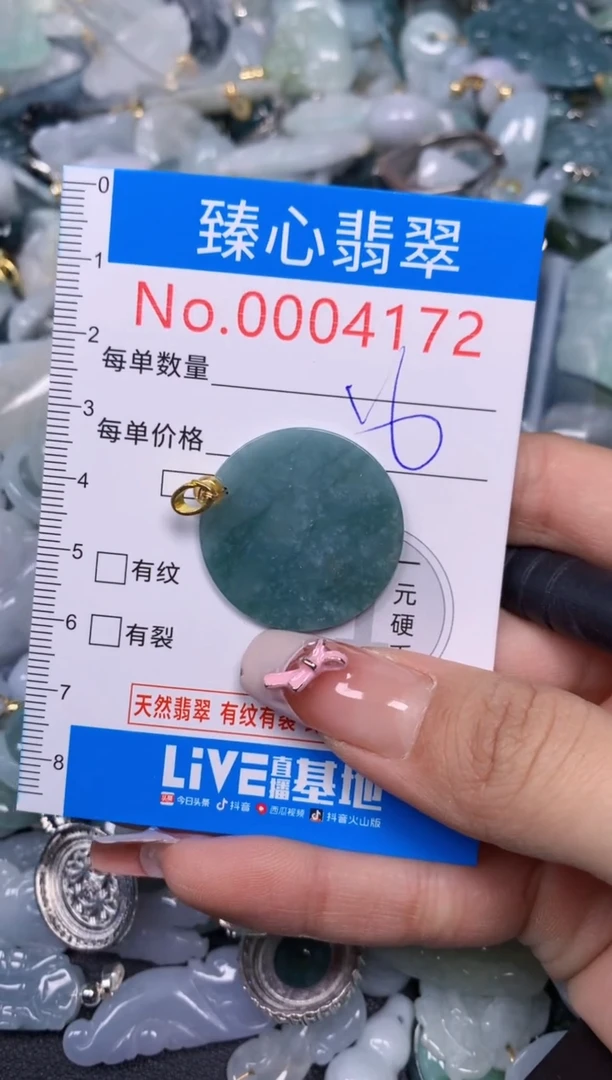 0
臻心翡翠
1
No.0004172
2
每单数量
3
每单价格
4
5
有纹
一元硬
6
有裂
7
天然翡翠 有纹有裂
8
LiVE直播基地
今日头条 抖音 西瓜视频 抖音火山版